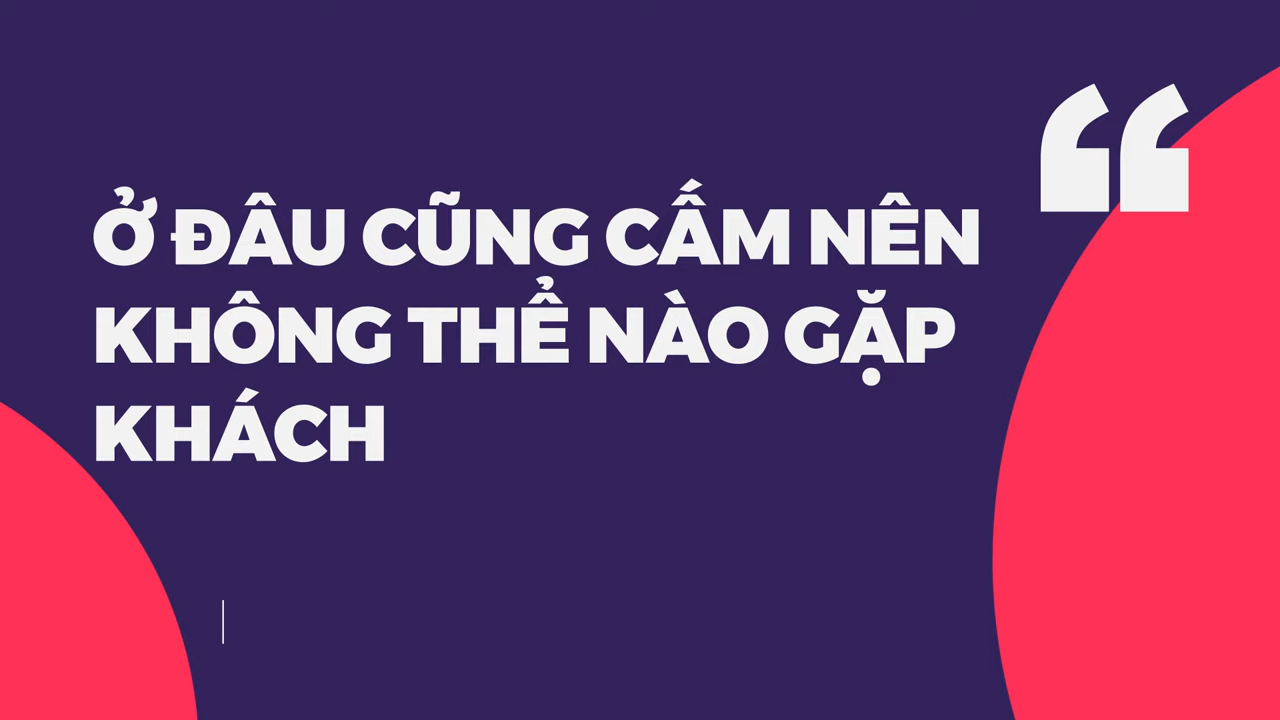 Ở ĐÂU CŨNG CẤM NÊN
KHÔNG THỂ NÀO GẶP
KHÁCH